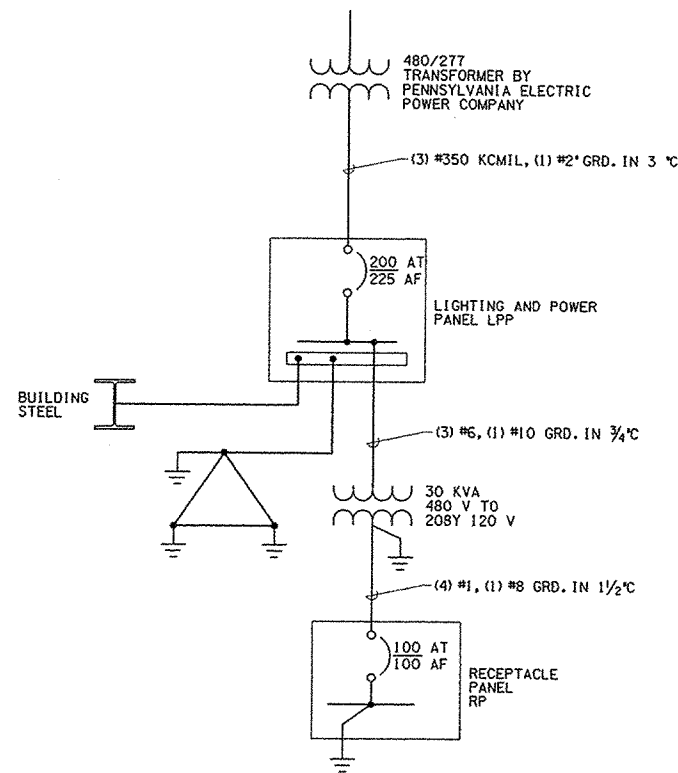 480/277
TRANSFORMER BY
PENNSYLVANIA ELECTRIC
POWER COMPANY
(3) #350 KCMIL, (1) #2' GRD. IN 3 "C
200 AT
225 AF
LIGHTING AND POWER
PANEL LPP
BUILDING
STEEL
(3) #6, (1) #10 GRD. IN ¾"C
30 KVA
480 V TO
208Y 120 V
(4) #1, (1) #8 GRD. IN 1½"C
100 AT
100 AF
RECEPTACLE
PANEL
RP